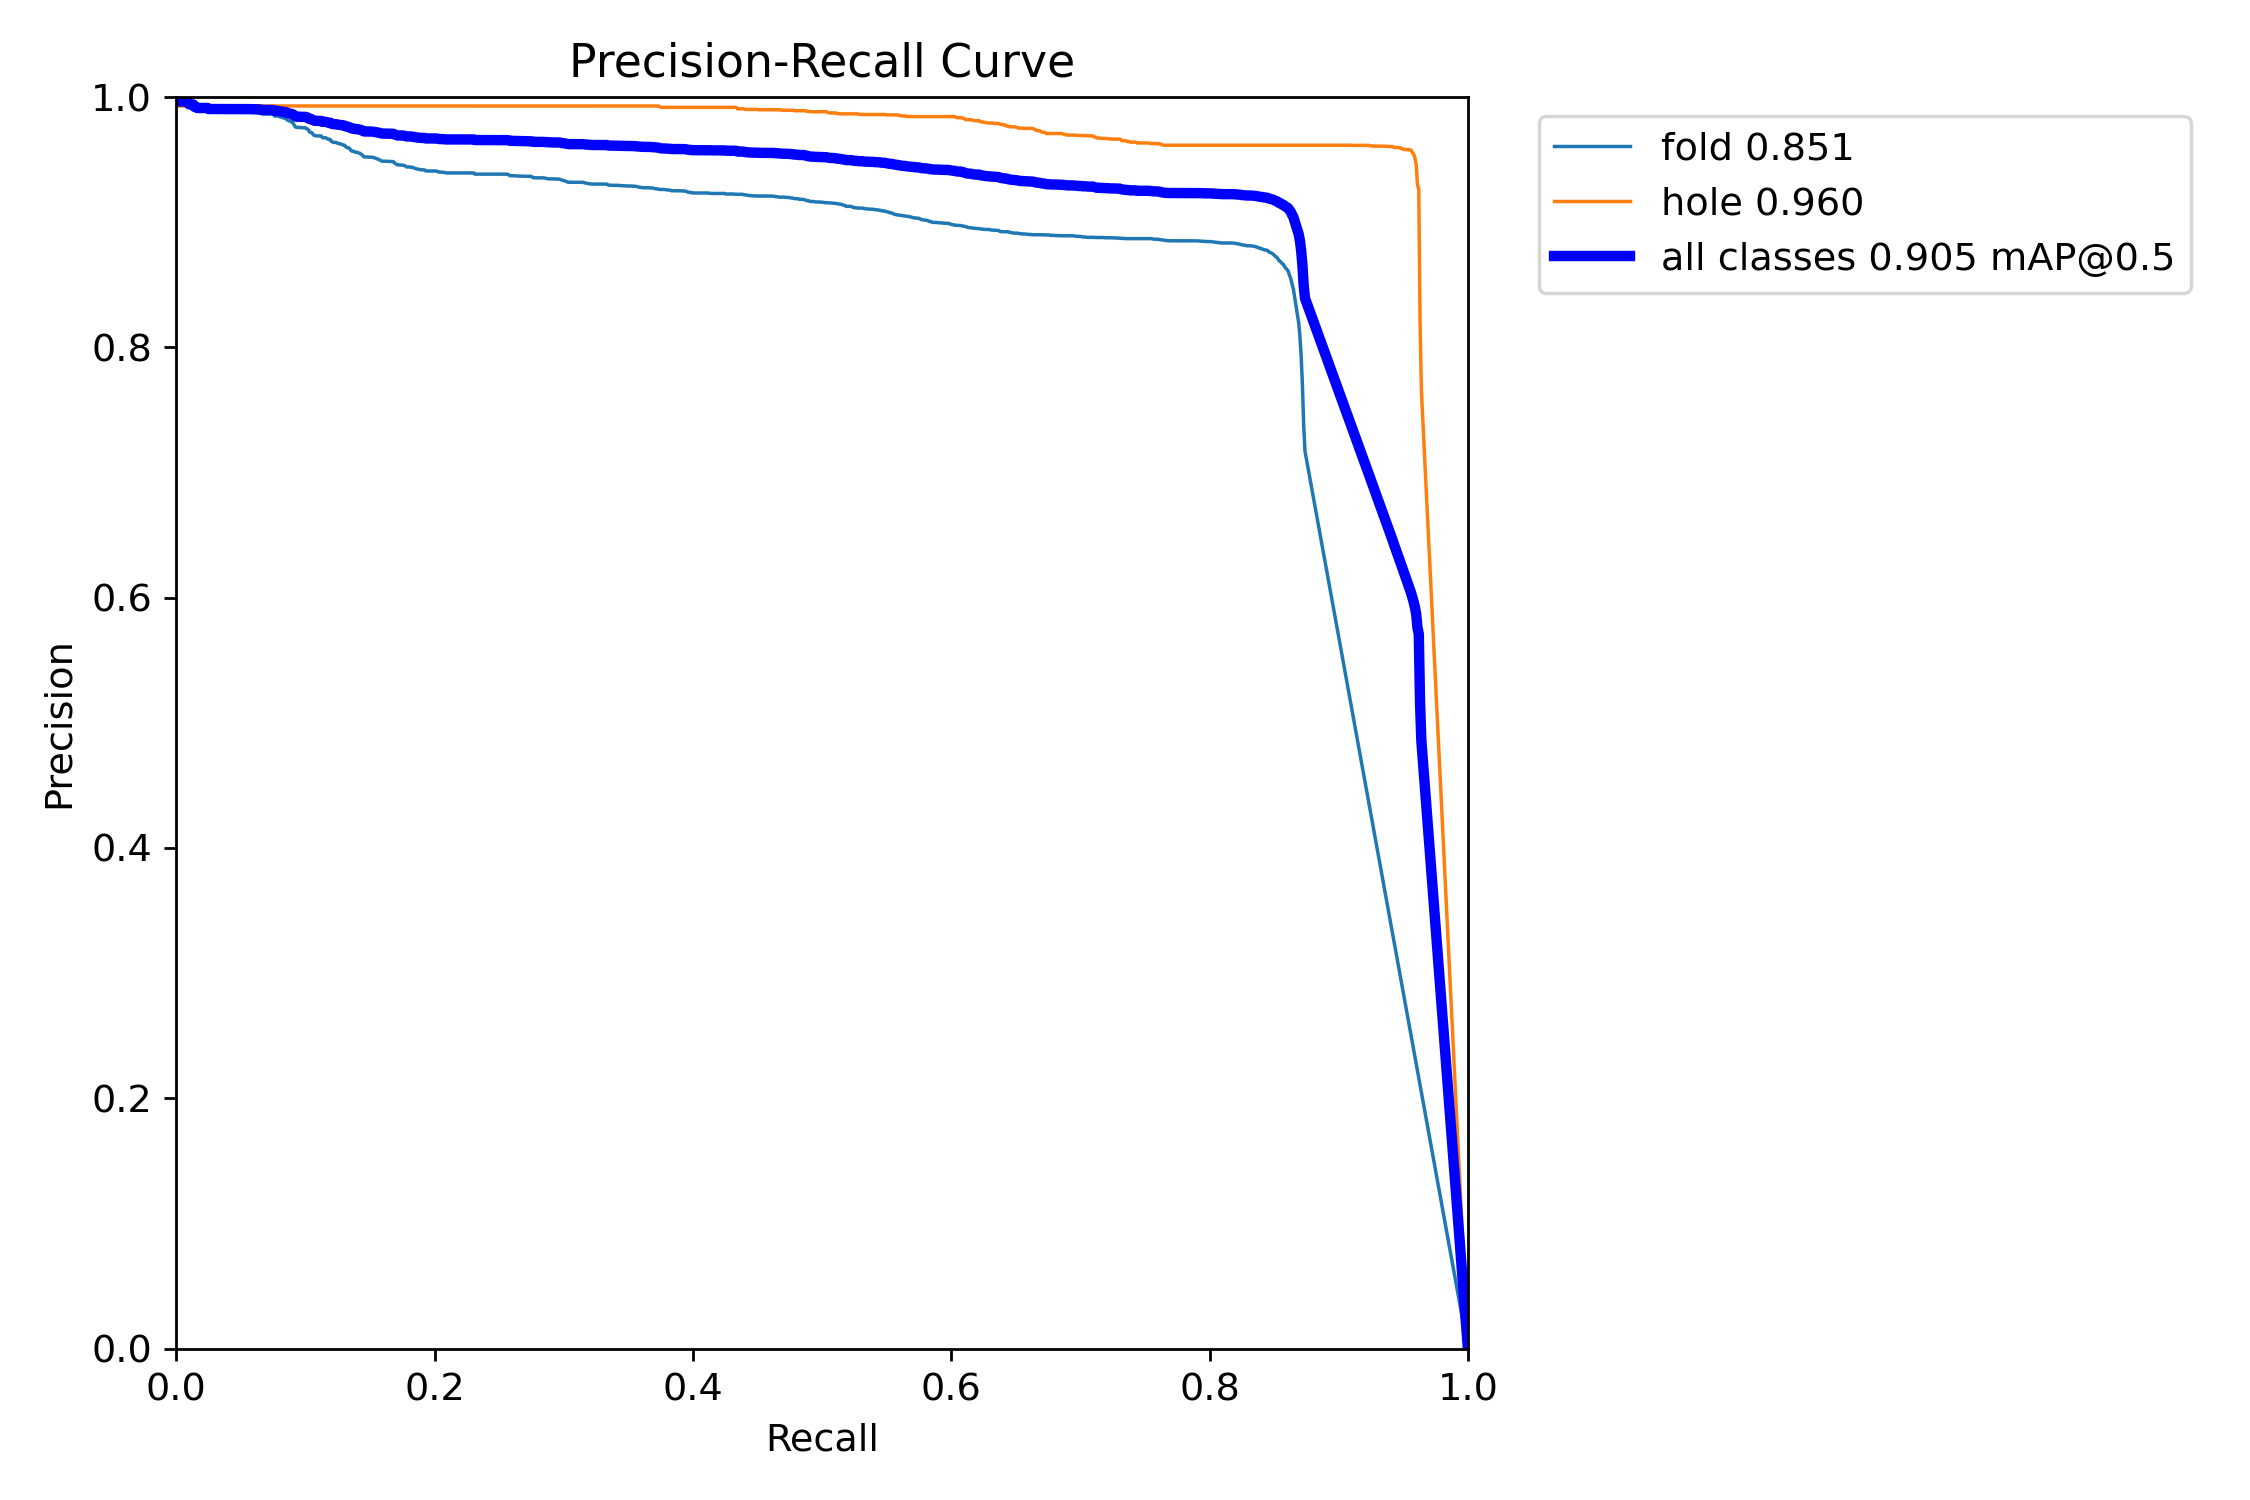 Precision-Recall Curve
1.0
0.8
0.6
0.4
0.2
0.0
Precision
0.0 0.2 0.4 0.6 0.8 1.0
Recall
fold 0.851
hole 0.960
all classes 0.905 mAP@0.5